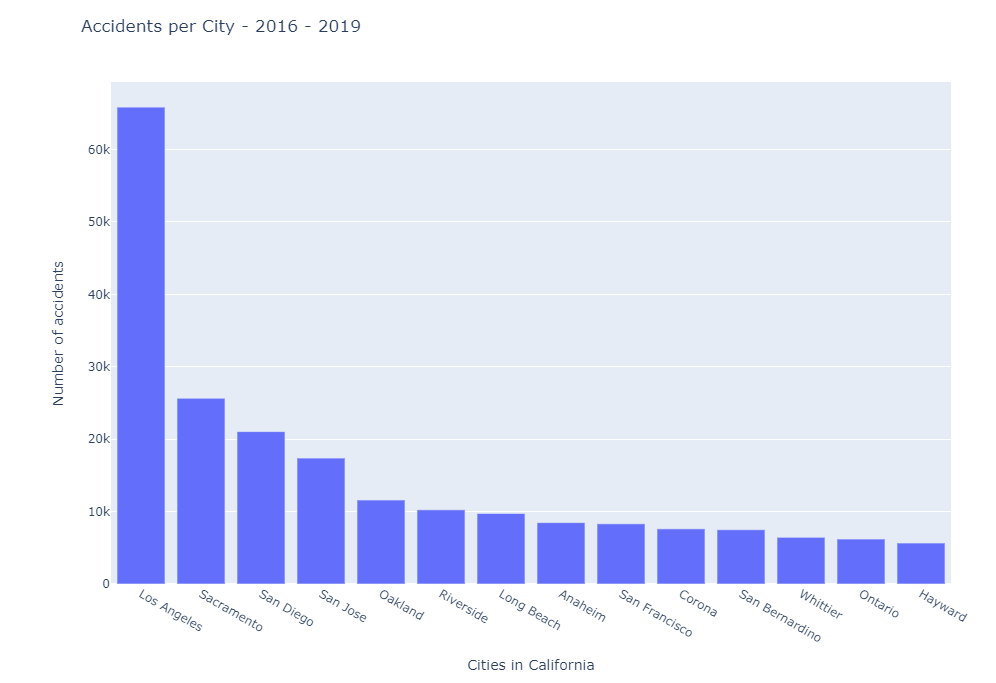 Accidents per City - 2016 - 2019
Number of accidents
60k
50k
40k
30k
20k
10k
0
Los Angeles
Sacramento
San Diego
San Jose
Oakland
Riverside
Long Beach
Anaheim
San Francisco
Corona
San Bernardino
Whittier
Ontario
Hayward
Cities in California